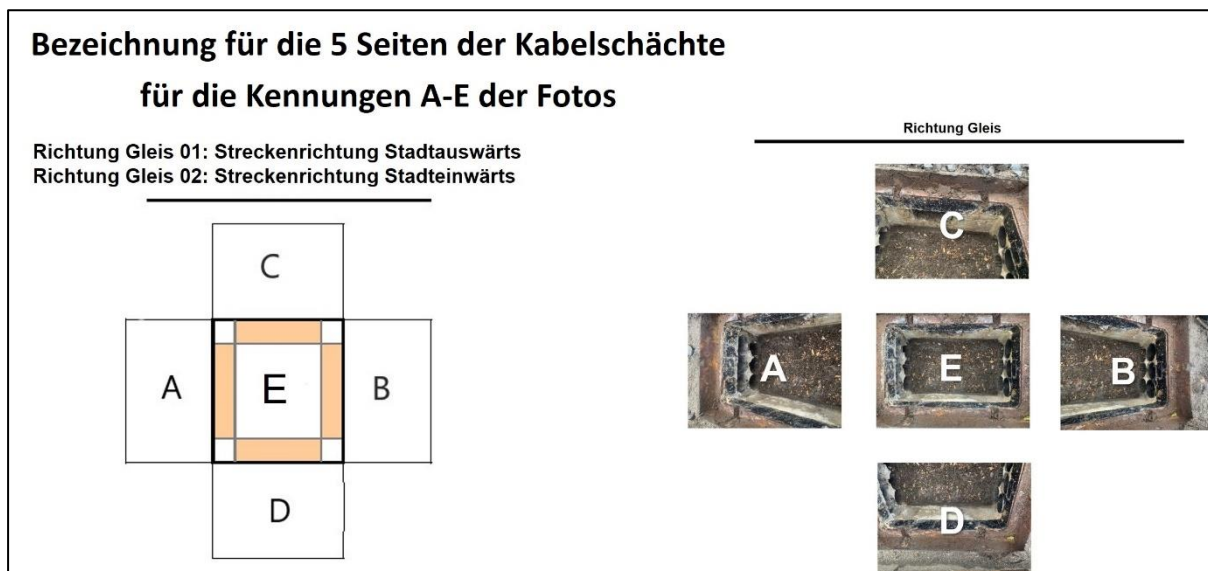 Bezeichnung für die 5 Seiten der Kabelschächte
für die Kennungen A-E der Fotos
Richtung Gleis 01: Streckenrichtung Stadtauswärts
Richtung Gleis 02: Streckenrichtung Stadteinwärts
C
A
E
B
D
Richtung Gleis
C
A
E
B
D